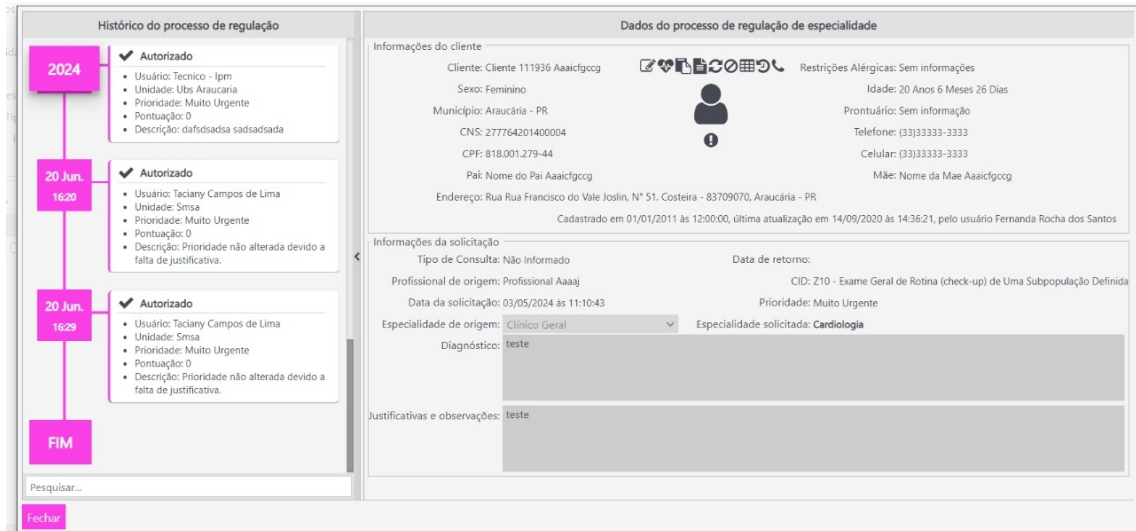 Histórico do processo de regulação
2024
Autorizado
Usuário: Tecnico - Ipm
Unidade: Ubs Araucaria
Prioridade: Muito Urgente
Pontuação: 0
Descrição: dafsdsadsa sadsadsada
20 Jun.
16:20
Autorizado
Usuário: Taciany Campos de Lima
Unidade: Smsa
Prioridade: Muito Urgente
Pontuação: 0
Descrição: Prioridade não alterada devido a
falta de justificativa.
20 Jun.
16:29
Autorizado
Usuário: Taciany Campos de Lima
Unidade: Smsa
Prioridade: Muito Urgente
Pontuação: 0
Descrição: Prioridade não alterada devido a
falta de justificativa.
FIM
Pesquisar...
Fechar
Dados do processo de regulação de especialidade
Informações do cliente
Cliente: Cliente 111936 Aaaicfgccg
Restrições Alérgicas: Sem informações
Sexo: Feminino
Idade: 20 Anos 6 Meses 26 Dias
Município: Araucária - PR
Prontuário: Sem informação
CNS: 277764201400004
Telefone: (33)33333-3333
CPF: 818.001.279-44
Celular: (33)33333-3333
Pai: Nome do Pai Aaaicfgccg
Mãe: Nome da Mae Aaaicfgccg
Endereço: Rua Rua Francisco do Vale Joslin, N° 51. Costeira - 83709070, Araucária - PR
Cadastrado em 01/01/2011 às 12:00:00, última atualização em 14/09/2020 às 14:36:21, pelo usuário Fernanda Rocha dos Santos
Informações da solicitação
Tipo de Consulta: Não Informado
Data de retorno:
Profissional de origem: Profissional Aaaaj
CID: Z10 - Exame Geral de Rotina (check-up) de Uma Subpopulação Definida
Data da solicitação: 03/05/2024 às 11:10:43
Prioridade: Muito Urgente
Especialidade de origem: Clínico Geral
Especialidade solicitada: Cardiologia
Diagnóstico: teste
Justificativas e observações: teste